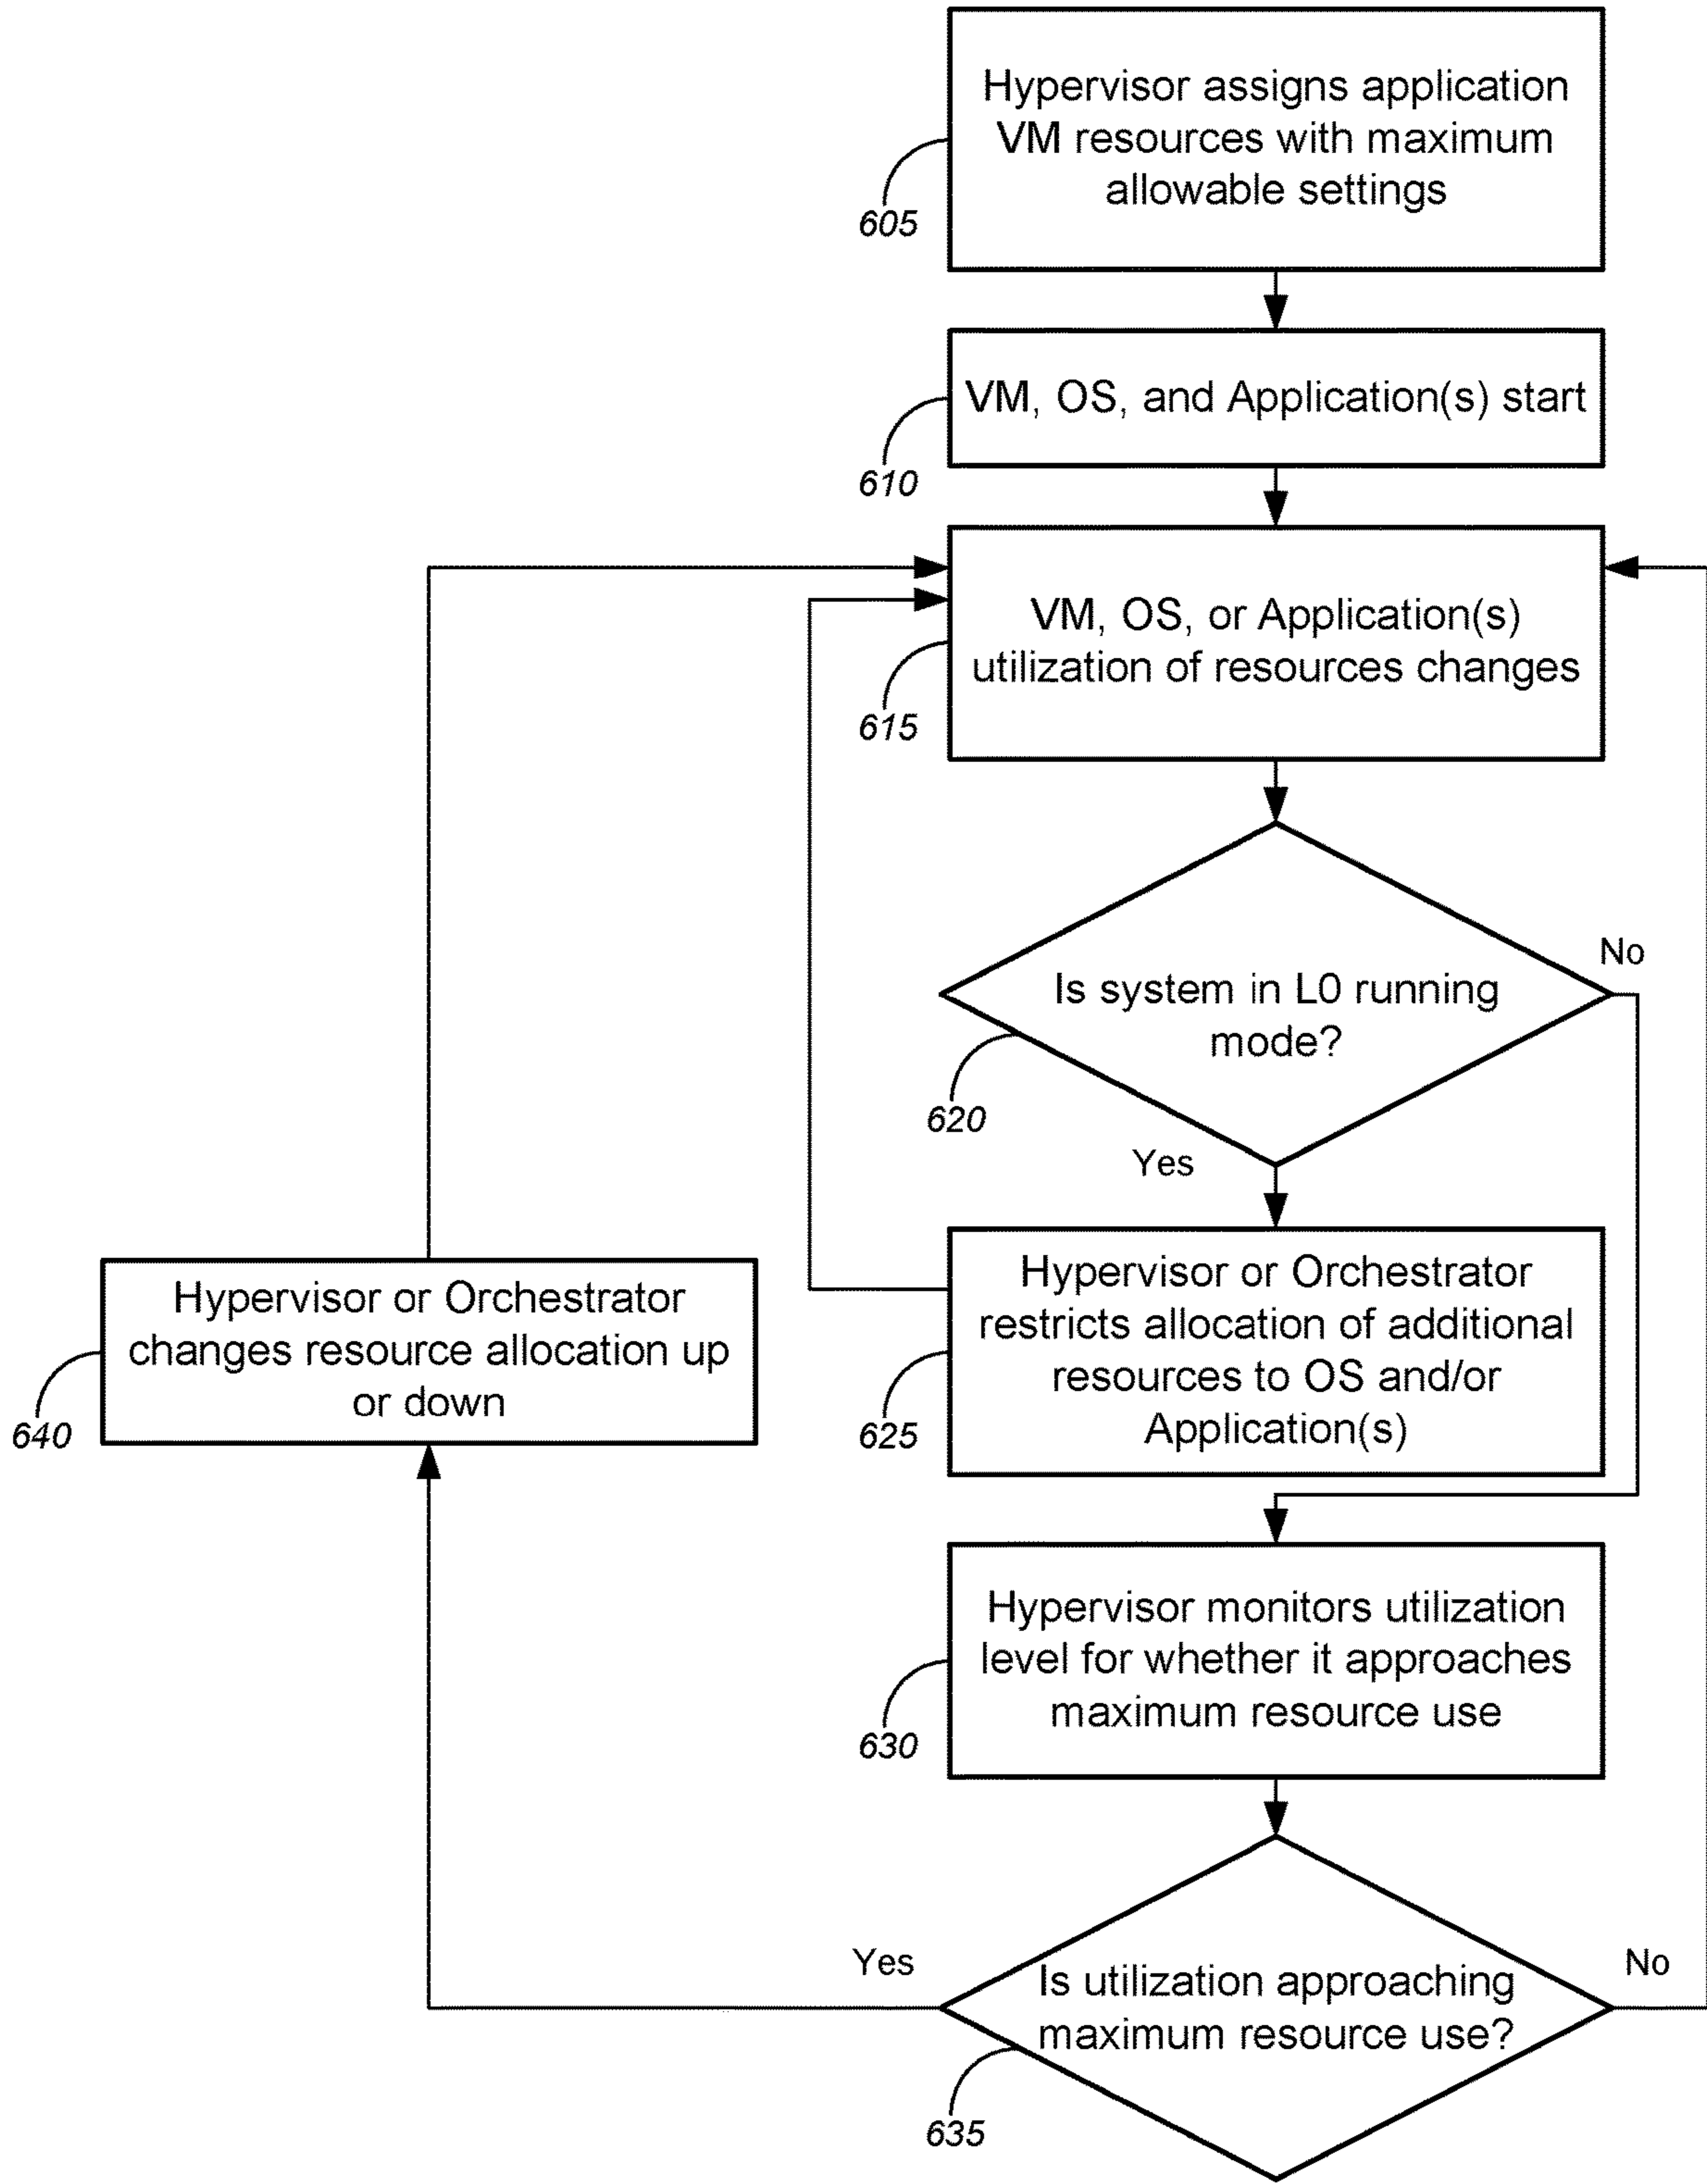 Hypervisor assigns application
VM resources with maximum
allowable settings
605
VM, OS, and Application(s) start
610
VM, OS, or Application(s)
utilization of resources changes
615
No
Is system in L0 running
mode?
620
Yes
Hypervisor or Orchestrator
restricts allocation of additional
resources to OS and/or
Application(s)
625
Hypervisor or Orchestrator
changes resource allocation up
or down
640
Hypervisor monitors utilization
level for whether it approaches
maximum resource use
630
Yes
No
Is utilization approaching
maximum resource use?
635